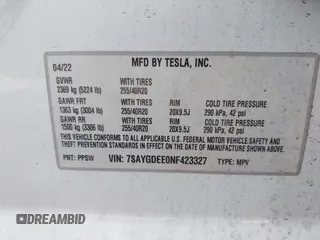 MFD BY TESLA, INC.
04/22
GVWR WITH TIRES
2369 kg (5224 lb) 255/40R20
GAWR FRT WITH TIRES RIM COLD TIRE PRESSURE
1363 kg (3004 lb) 255/40R20 20X9.5J 290 kPa, 42 psi
GAWR RR WITH TIRES RIM COLD TIRE PRESSURE
1500 kg (3306 lb) 255/40R20 20X9.5J 290 kPa, 42 psi
THIS VEHICLE CONFORMS TO ALL APPLICABLE U.S. FEDERAL MOTOR VEHICLE SAFETY
AND THEFT PREVENTION STANDARDS IN EFFECT ON THE DATE OF MANUFACTURE SHOWN ABOVE.
PNT: PPSW VIN: 7SAYGDEE0NF423327 TYPE: MPV
DREAMBID